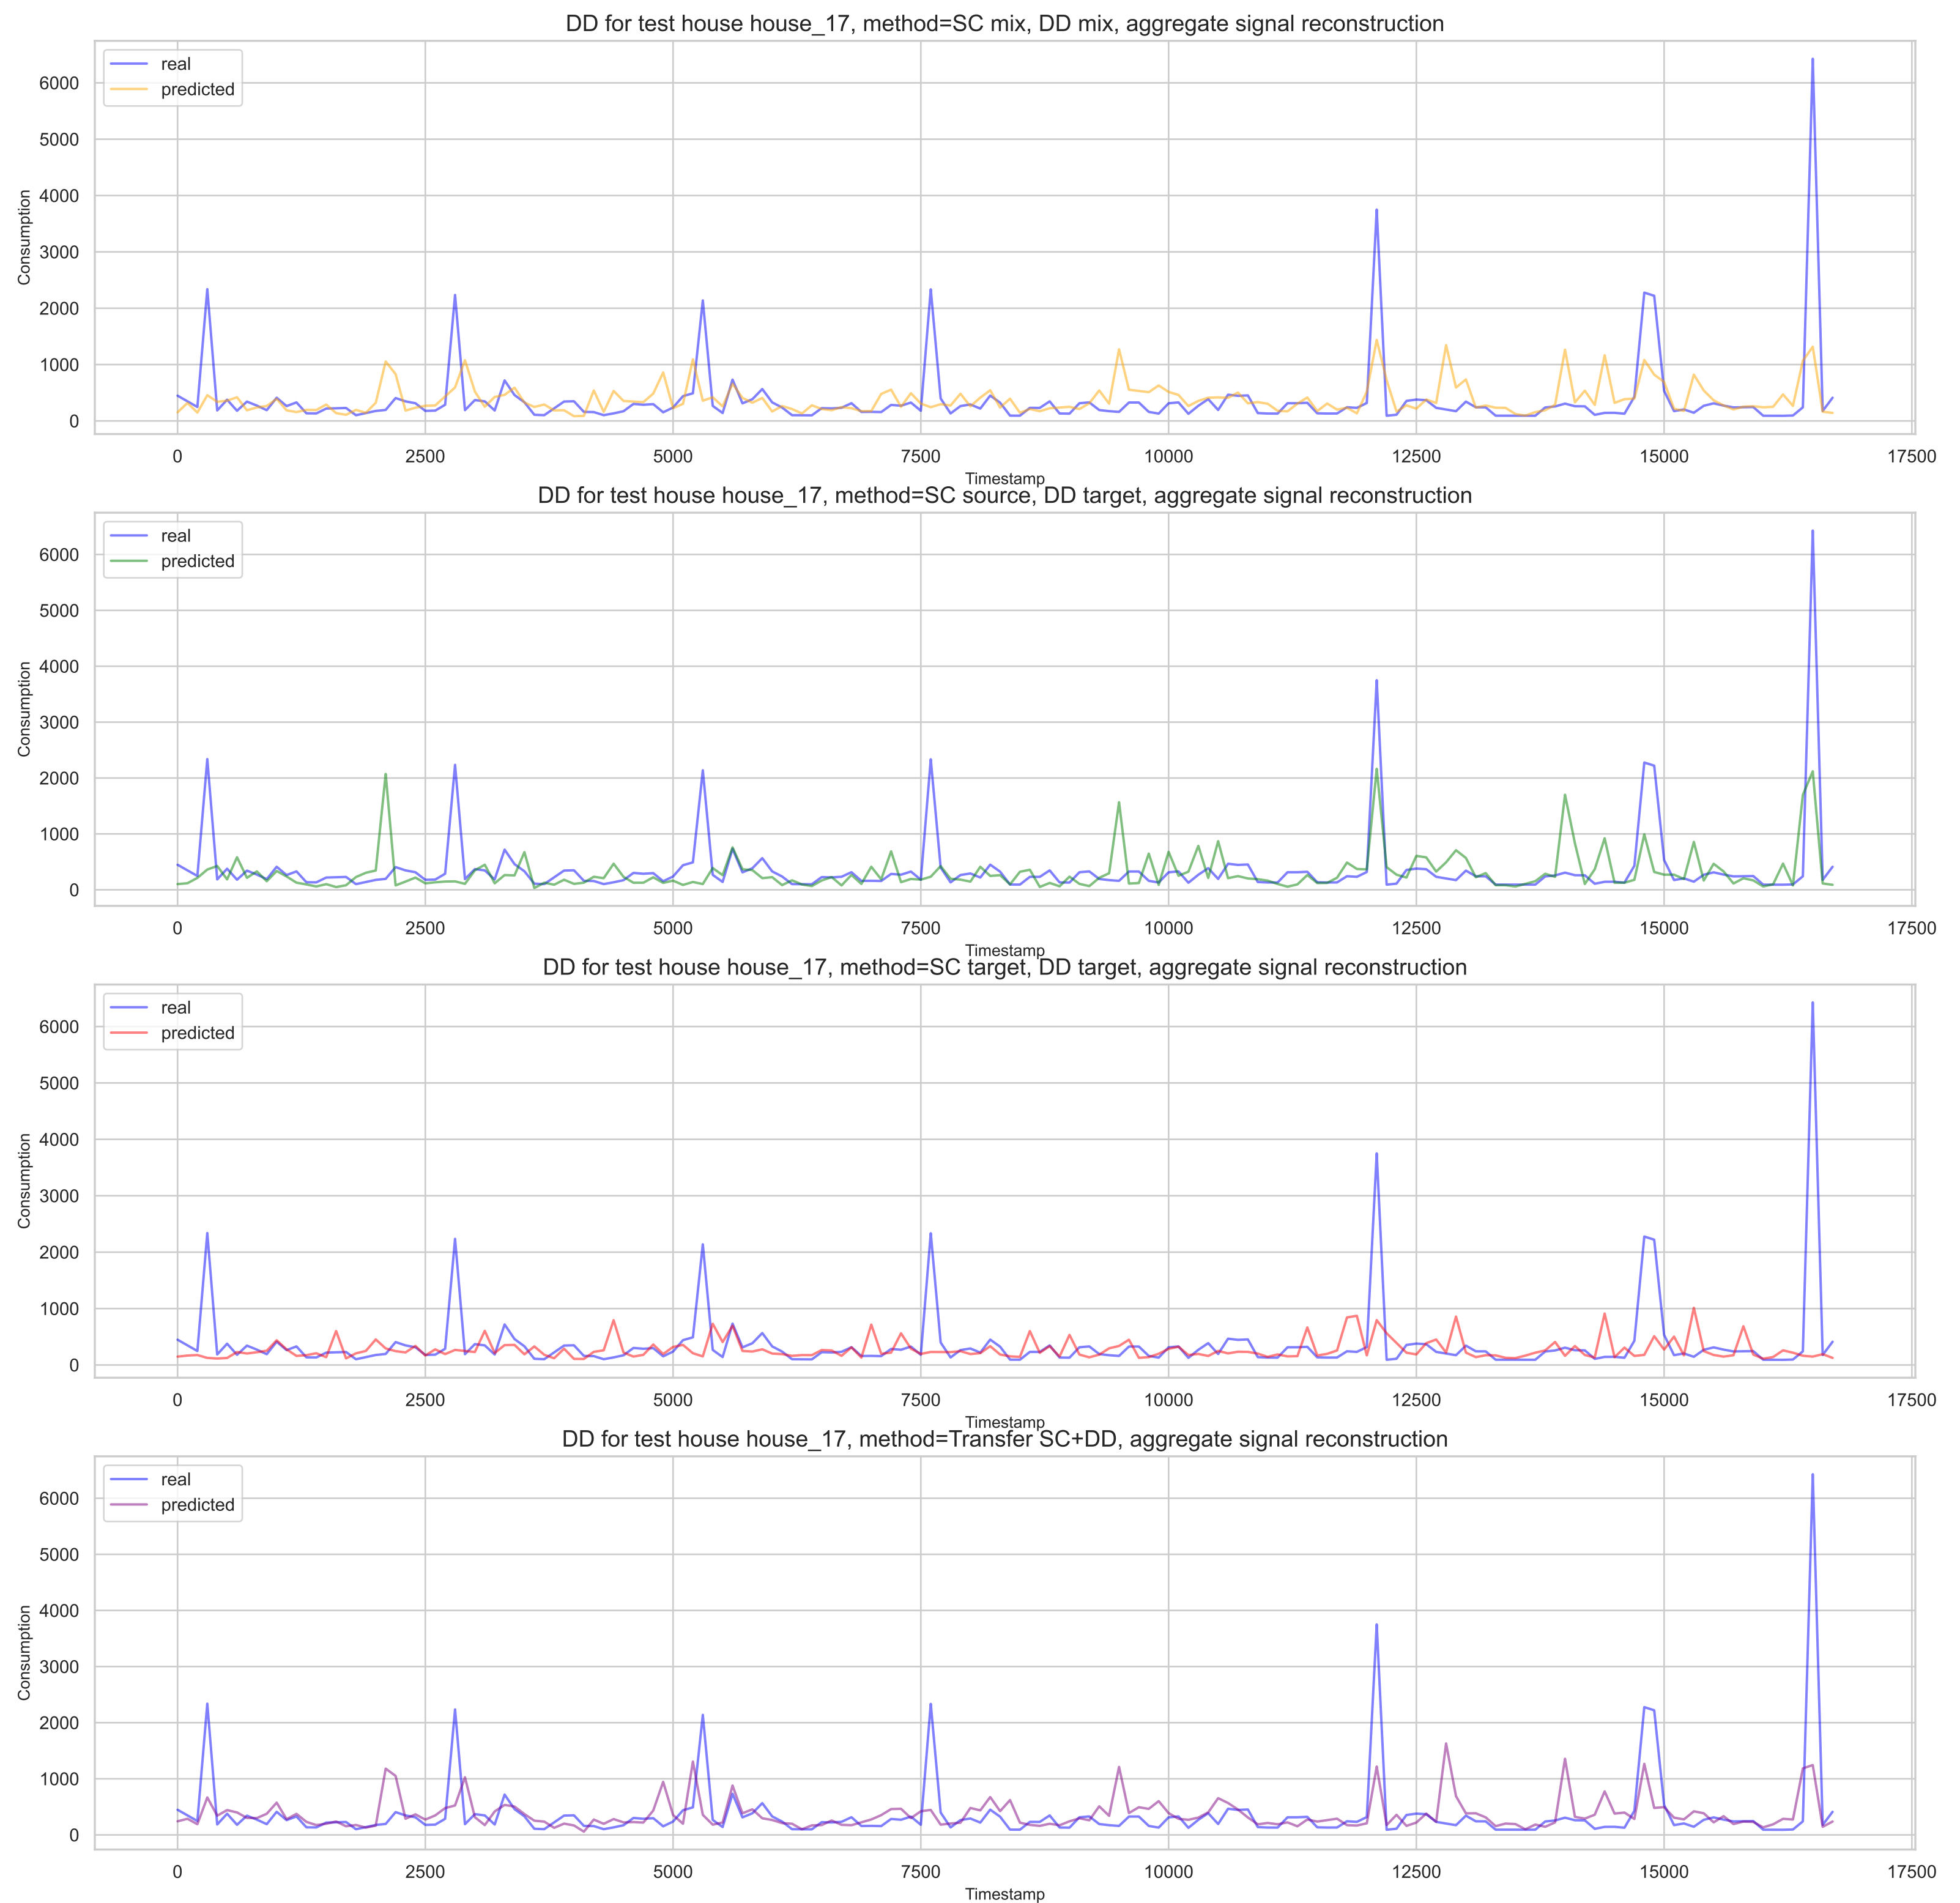 DD for test house house_17, method=SC mix, DD mix, aggregate signal reconstruction
real
predicted
Consumption
6000
5000
4000
3000
2000
1000
0
0 2500 5000 7500 10000 12500 15000 17500
Timestamp
DD for test house house_17, method=SC source, DD target, aggregate signal reconstruction
real
predicted
Consumption
6000
5000
4000
3000
2000
1000
0
0 2500 5000 7500 10000 12500 15000 17500
Timestamp
DD for test house house_17, method=SC target, DD target, aggregate signal reconstruction
real
predicted
Consumption
6000
5000
4000
3000
2000
1000
0
0 2500 5000 7500 10000 12500 15000 17500
Timestamp
DD for test house house_17, method=Transfer SC+DD, aggregate signal reconstruction
real
predicted
Consumption
6000
5000
4000
3000
2000
1000
0
0 2500 5000 7500 10000 12500 15000 17500
Timestamp